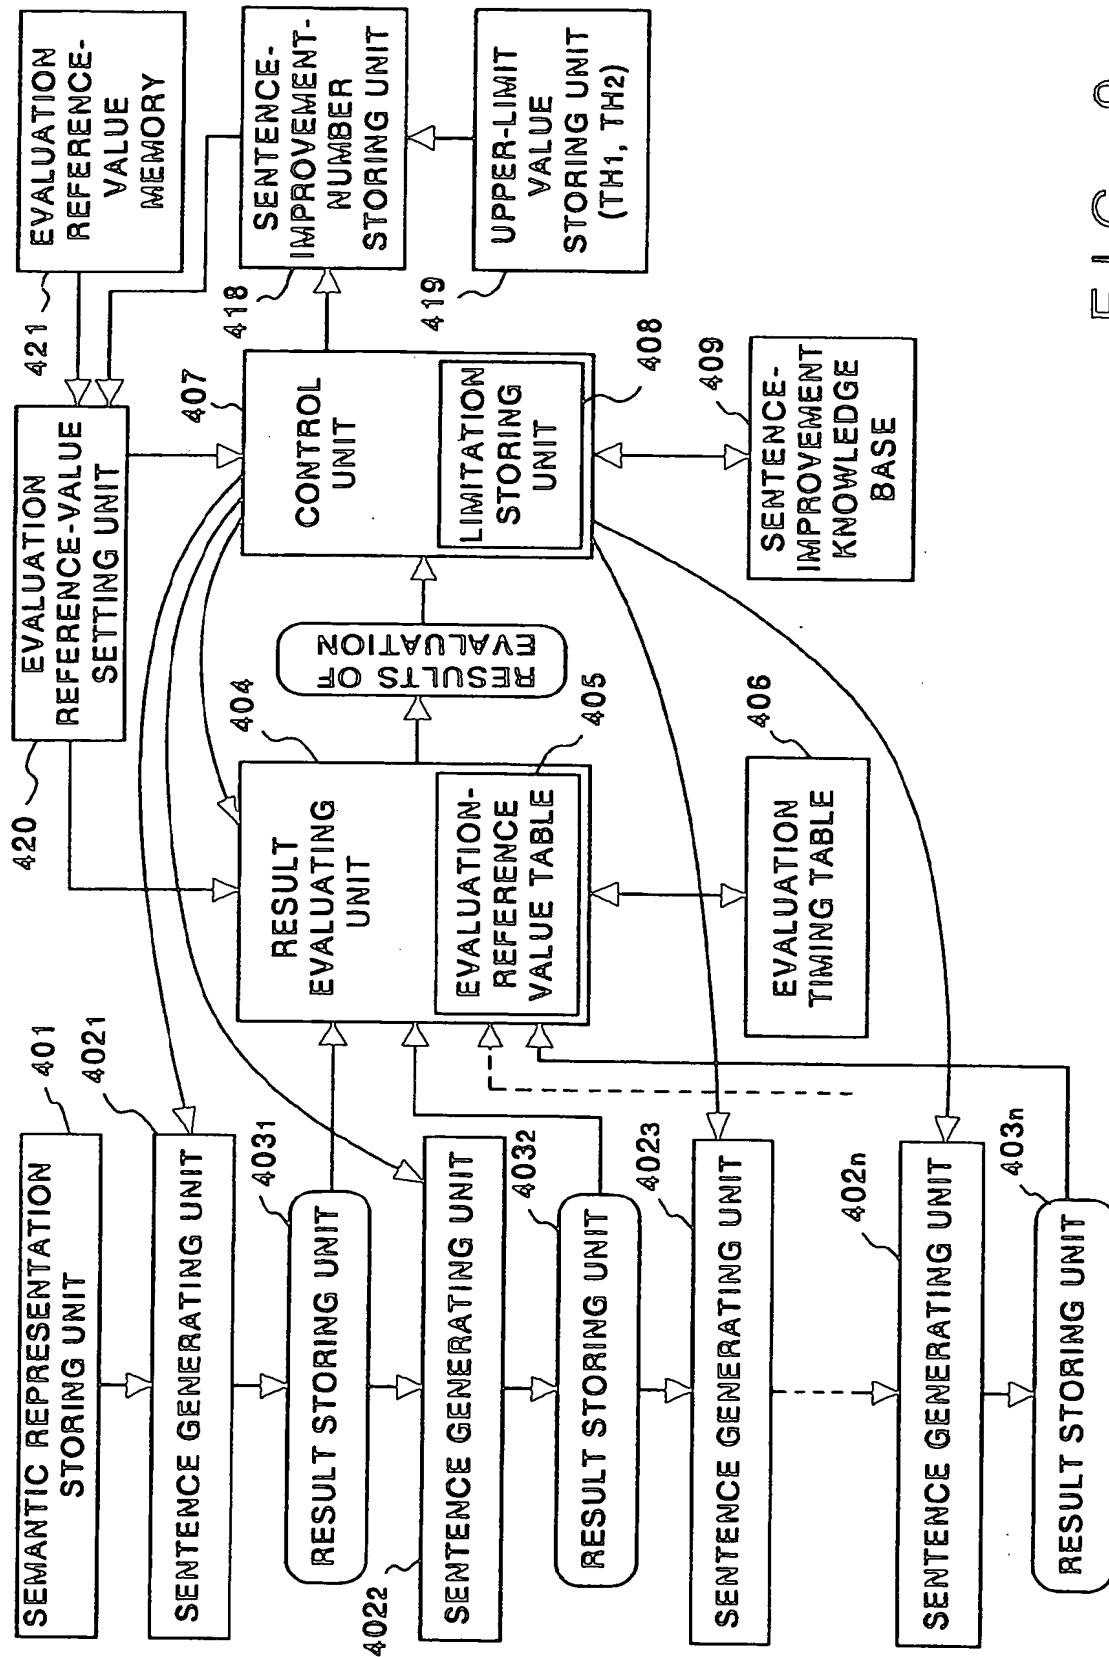 SEMANTIC REPRESENTATION
STORING UNIT
401
SENTENCE GENERATING UNIT
4021
RESULT STORING UNIT
4031
SENTENCE GENERATING UNIT
4022
RESULT STORING UNIT
4032
SENTENCE GENERATING UNIT
4023
SENTENCE GENERATING UNIT
402n
RESULT STORING UNIT
403n
RESULT
EVALUATING
UNIT
404
EVALUATION-
REFERENCE
VALUE TABLE
405
EVALUATION
TIMING TABLE
406
RESULTS OF
EVALUATION
EVALUATION
REFERENCE-VALUE
SETTING UNIT
420
CONTROL
UNIT
407
LIMITATION
STORING
UNIT
408
SENTENCE-
IMPROVEMENT
KNOWLEDGE
BASE
409
EVALUATION
REFERENCE-
VALUE
MEMORY
421
SENTENCE-
IMPROVEMENT-
NUMBER
STORING UNIT
418
UPPER-LIMIT
VALUE
STORING UNIT
(TH1, TH2)
419